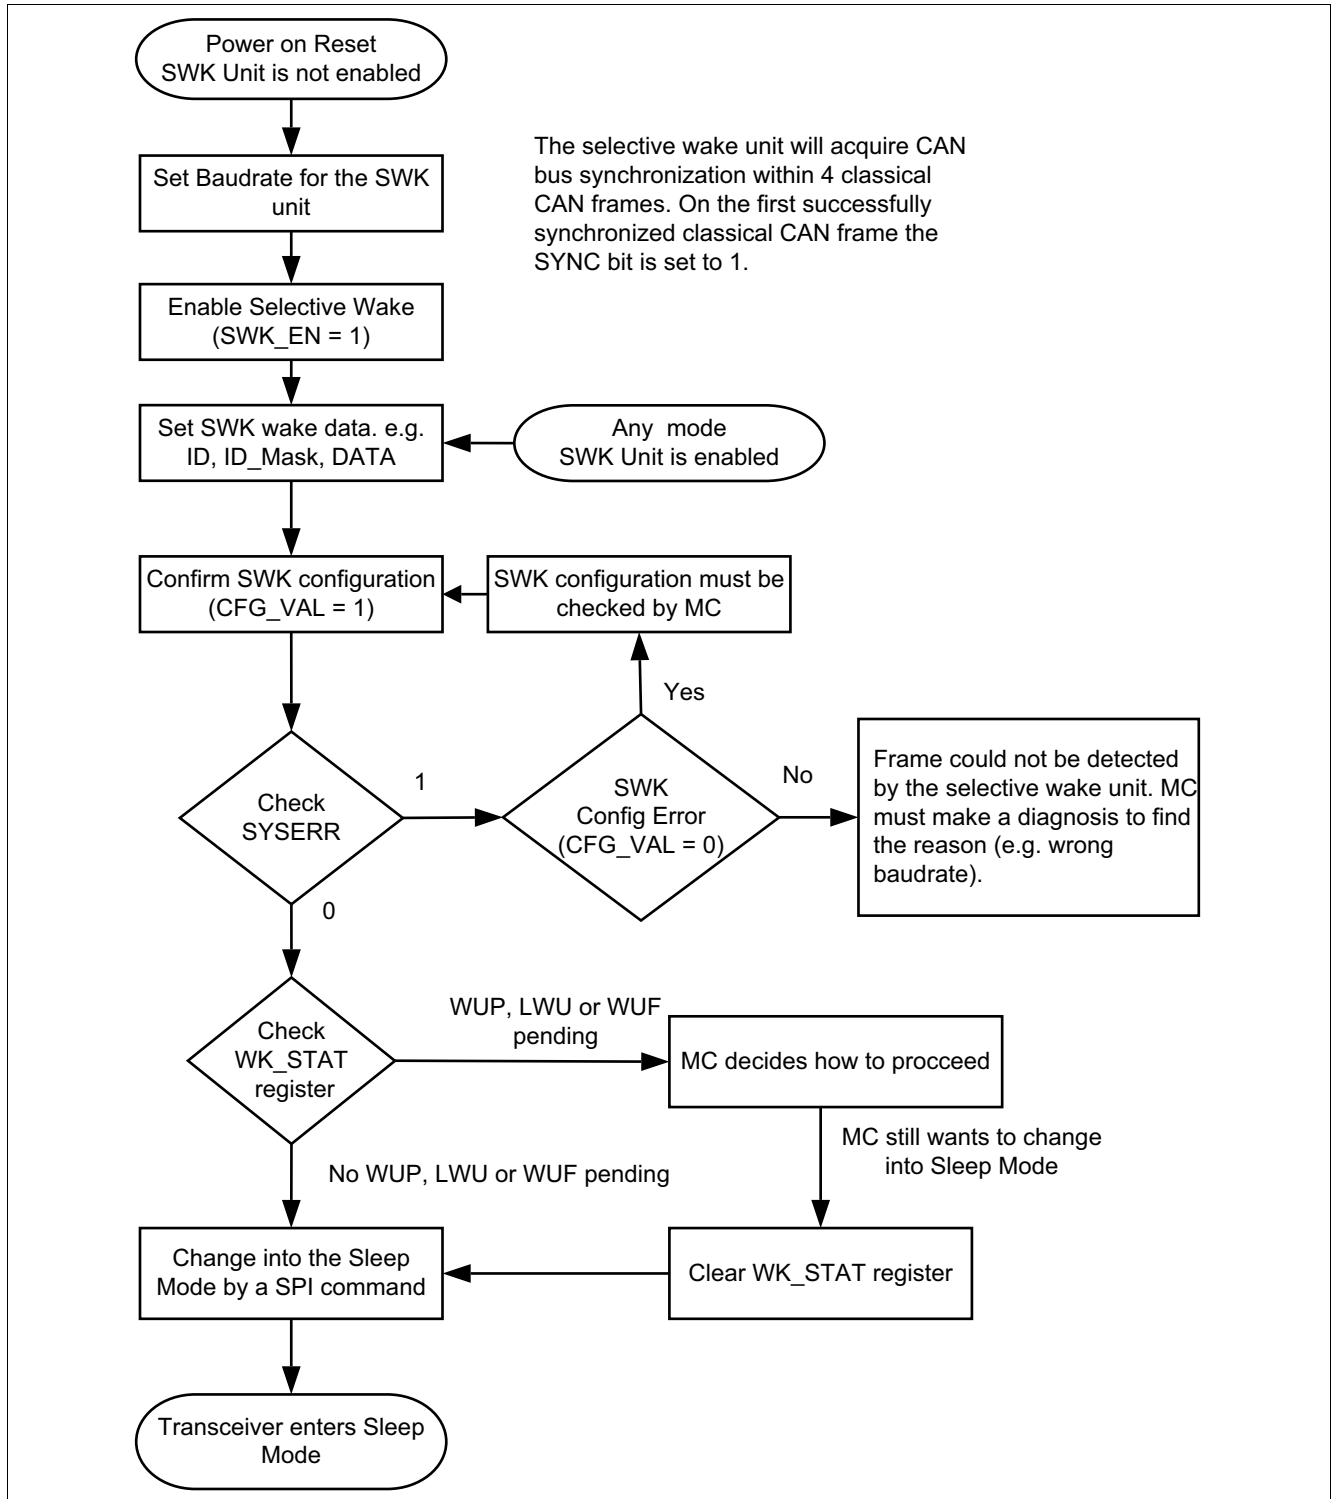 Power on Reset
SWK Unit is not enabled
The selective wake unit will acquire CAN
bus synchronization within 4 classical
CAN frames. On the first successfully
synchronized classical CAN frame the
SYNC bit is set to 1.
Set Baudrate for the SWK
unit
Enable Selective Wake
(SWK_EN = 1)
Set SWK wake data. e.g.
ID, ID_Mask, DATA
Any  mode
SWK Unit is enabled
Confirm SWK configuration
(CFG_VAL = 1)
SWK configuration must be
checked by MC
Yes
Check
SYSERR
1
SWK
Config Error
(CFG_VAL = 0)
No
Frame could not be detected
by the selective wake unit. MC
must make a diagnosis to find
the reason (e.g. wrong
baudrate).
0
Check
WK_STAT
register
WUP, LWU or WUF
pending
MC decides how to procceed
MC still wants to change
into Sleep Mode
No WUP, LWU or WUF pending
Change into the Sleep
Mode by a SPI command
Clear WK_STAT register
Transceiver enters Sleep
Mode